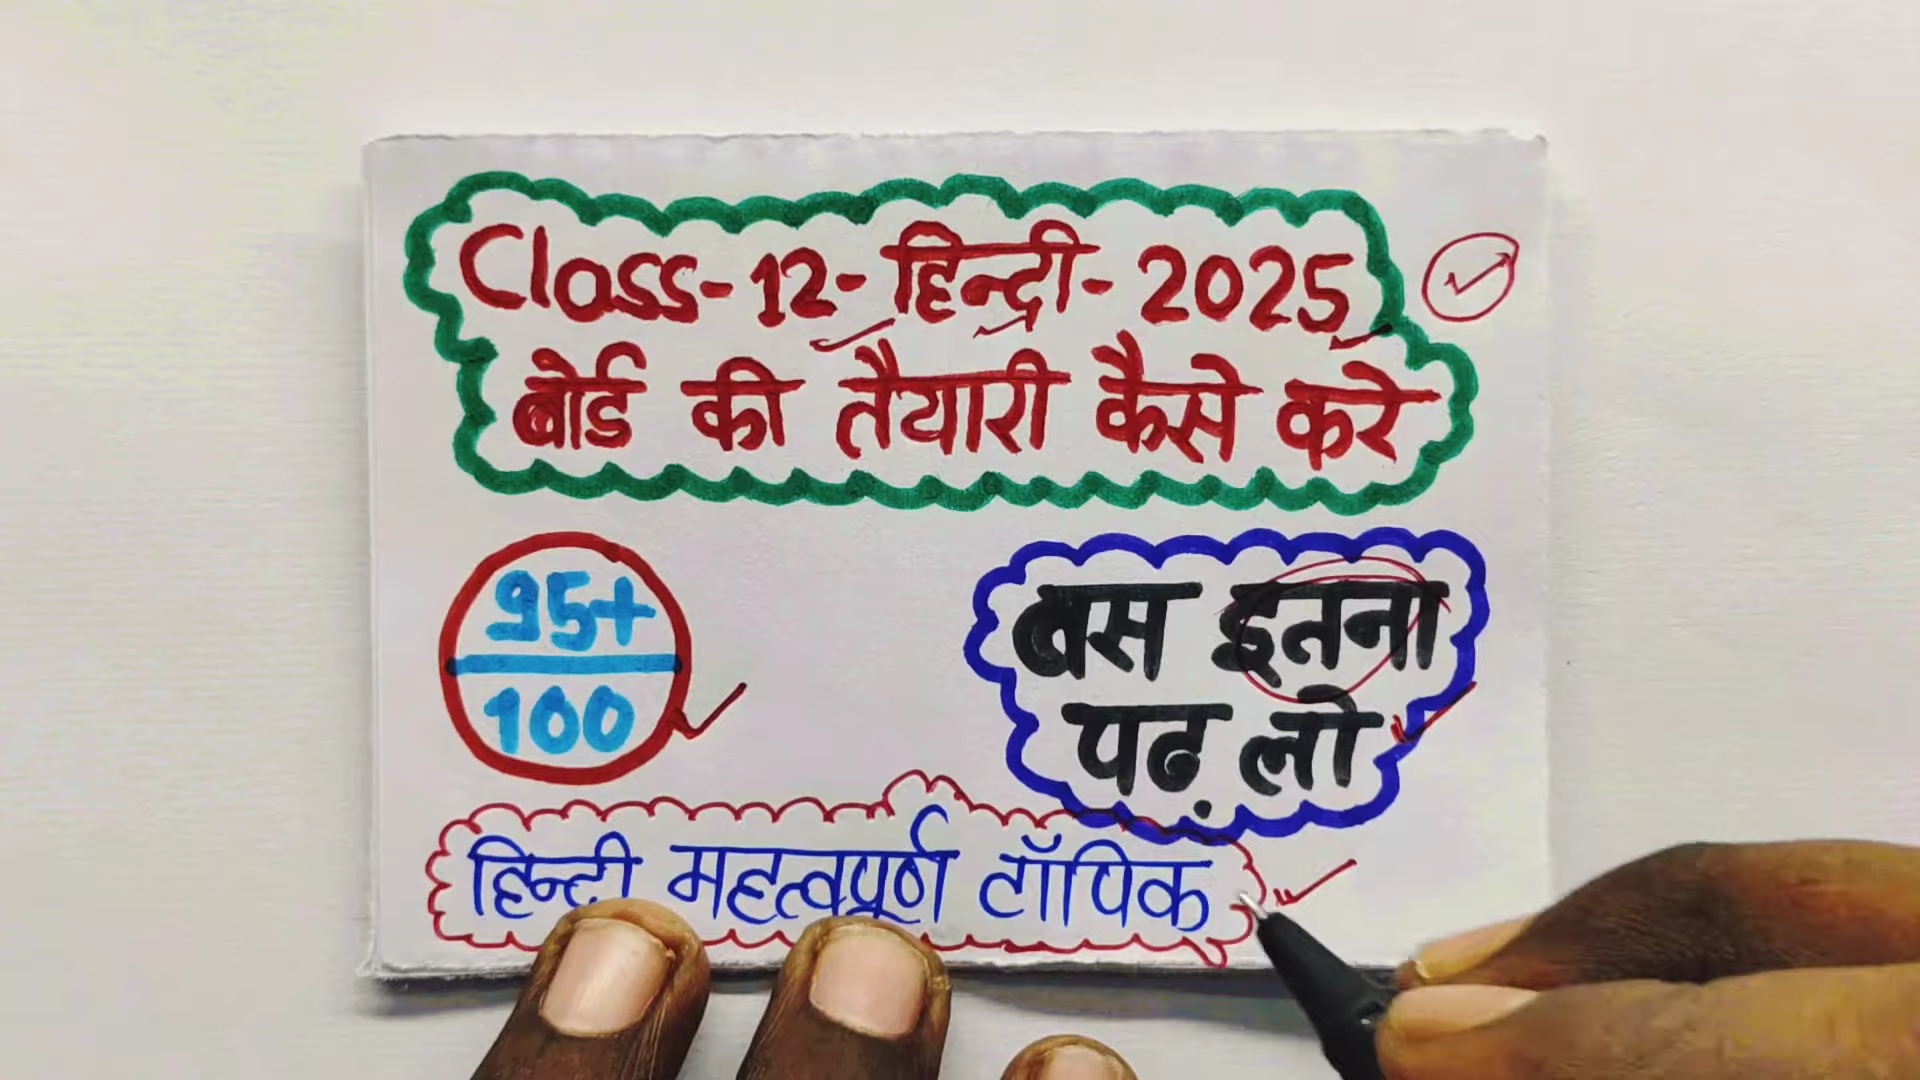 Class-12-हिन्दी-2025
बोर्ड की तैयारी कैसे करे
95+
100
बस इतना
पढ़ लो
हिन्दी महत्वपूर्ण टॉपिक